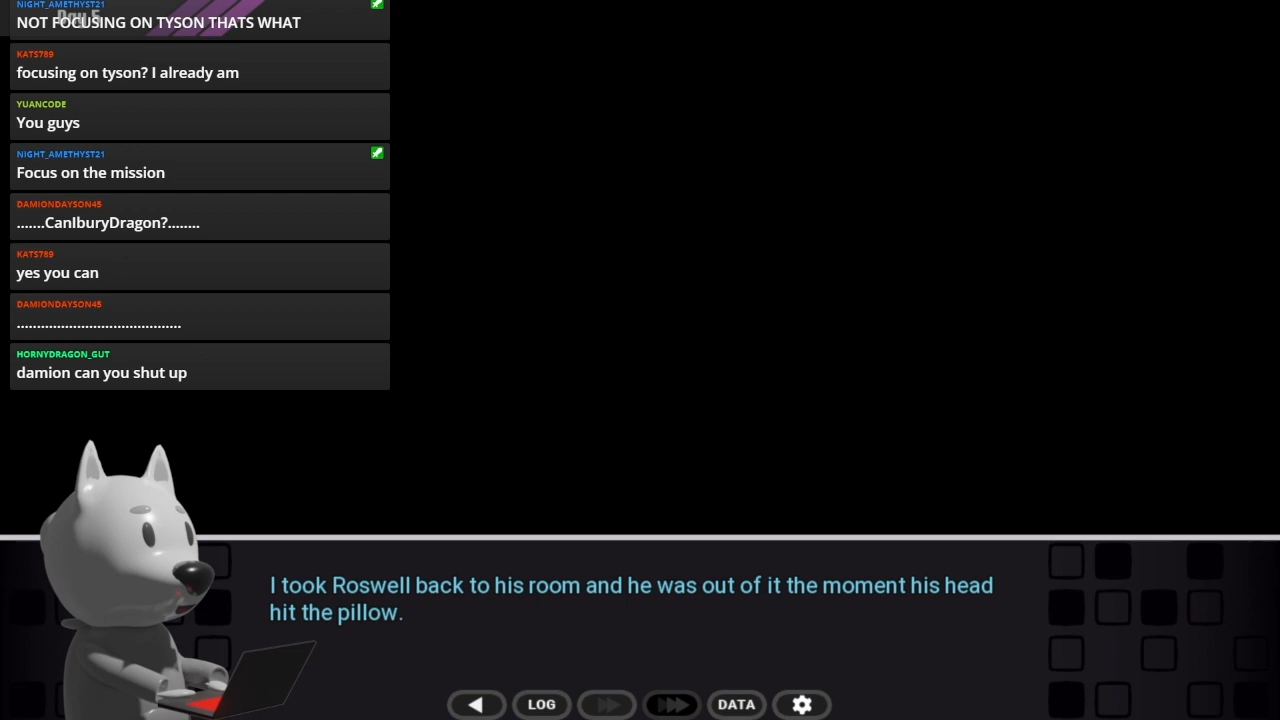 NIGHT_AMETHYST21
Day 5
NOT FOCUSING ON TYSON THATS WHAT
KATS789
focusing on tyson? I already am
YUANCODE
You guys
NIGHT_AMETHYST21
Focus on the mission
DAMIONDAYSON45
.......CanIburyDragon?........
KATS789
yes you can
DAMIONDAYSON45
.........................................
HORNYDRAGON_GUT
damion can you shut up
I took Roswell back to his room and he was out of it the moment his head
hit the pillow.
LOG
DATA